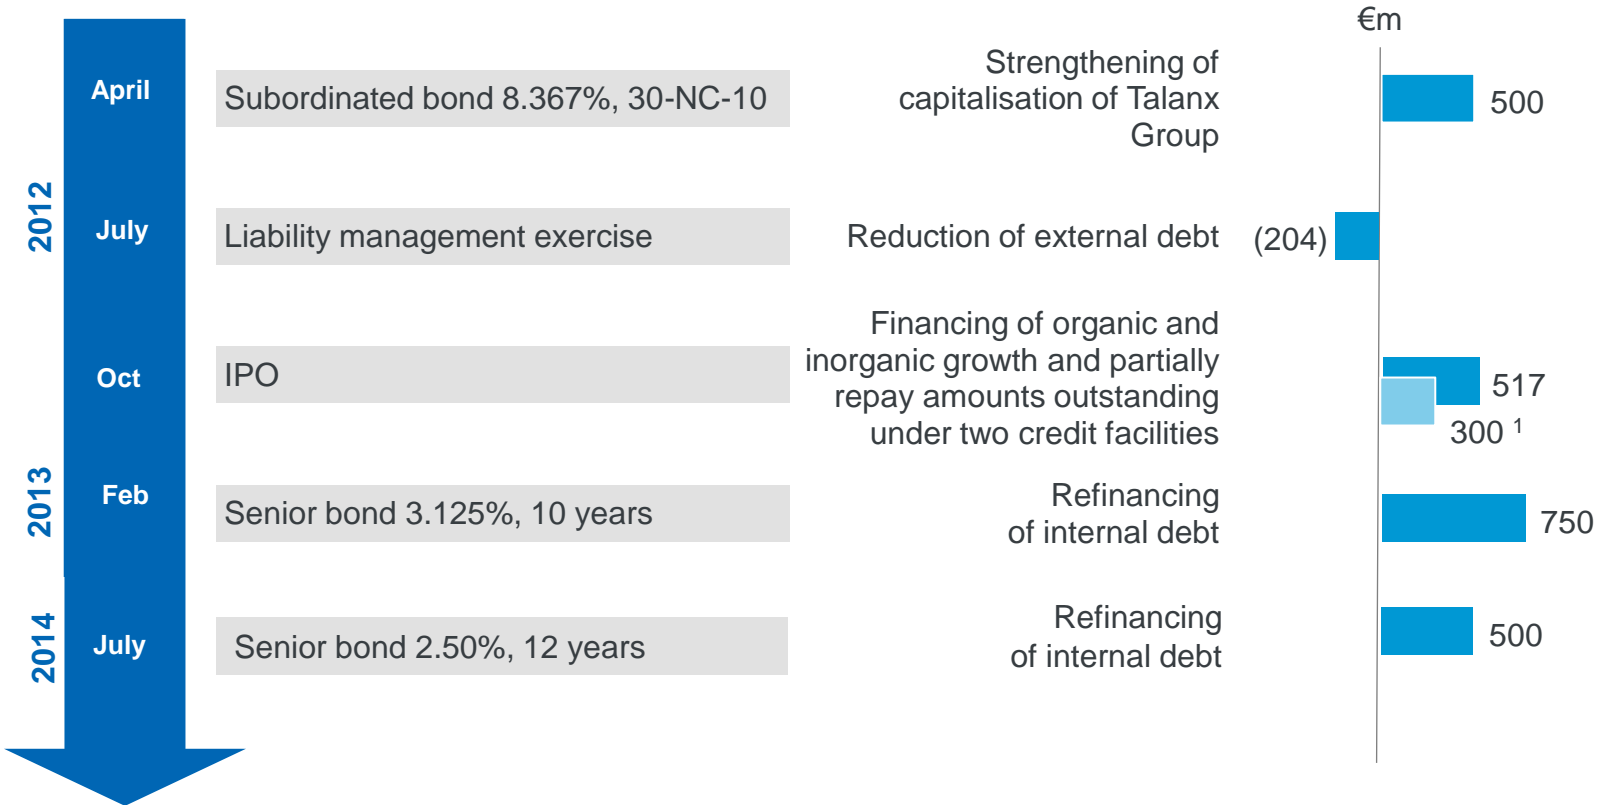 €m
2012
April
Subordinated bond 8.367%, 30-NC-10
Strengthening of
capitalisation of Talanx
Group
500
July
Liability management exercise
Reduction of external debt
(204)
Oct
IPO
Financing of organic and
inorganic growth and partially
repay amounts outstanding
under two credit facilities
517
300 1
2013
Feb
Senior bond 3.125%, 10 years
Refinancing
of internal debt
750
2014
July
Senior bond 2.50%, 12 years
Refinancing
of internal debt
500